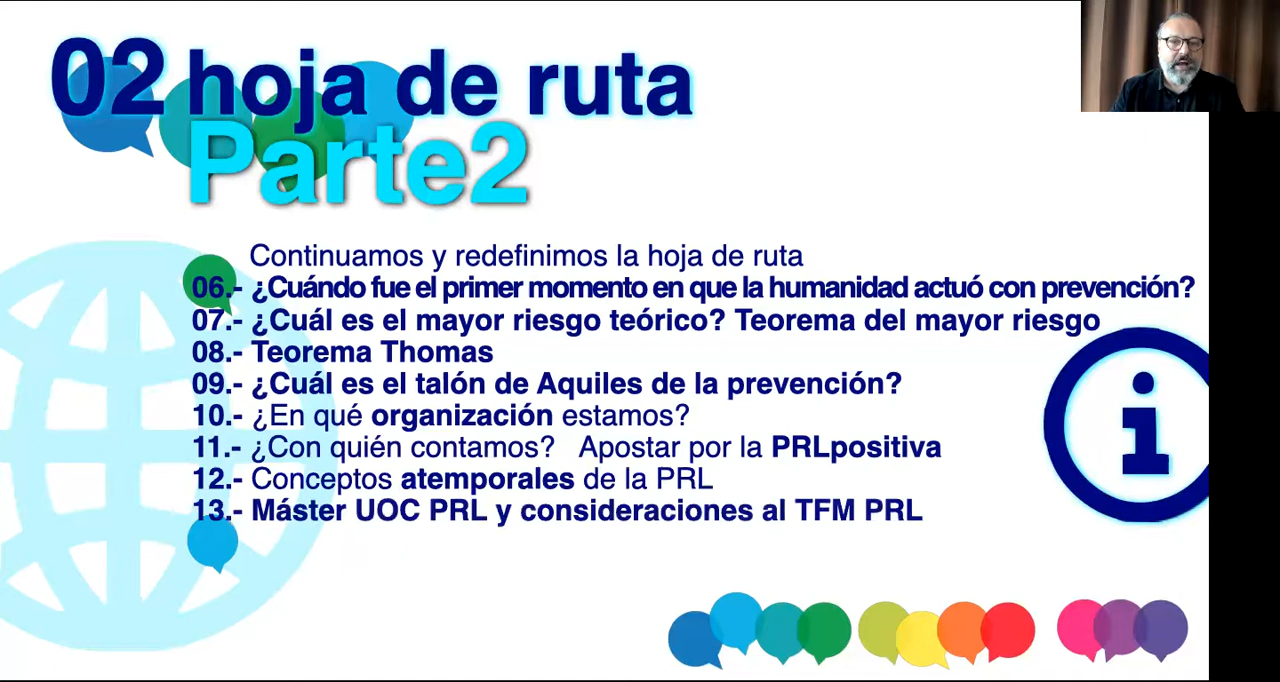 02 hoja de ruta
Parte2
Continuamos y redefinimos la hoja de ruta
06.- ¿Cuándo fue el primer momento en que la humanidad actuó con prevención?
07.- ¿Cuál es el mayor riesgo teórico? Teorema del mayor riesgo
08.- Teorema Thomas
09.- ¿Cuál es el talón de Aquiles de la prevención?
10.- ¿En qué organización estamos?
11.- ¿Con quién contamos? Apostar por la PRLpositiva
12.- Conceptos atemporales de la PRL
13.- Máster UOC PRL y consideraciones al TFM PRL
i